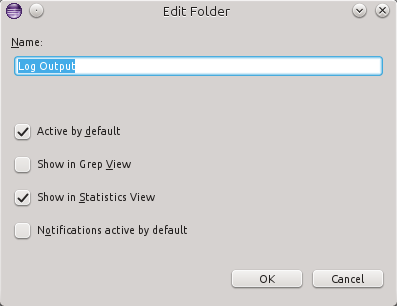 Edit Folder
Name:
Log Output
Active by default
Show in Grep View
Show in Statistics View
Notifications active by default
OK Cancel